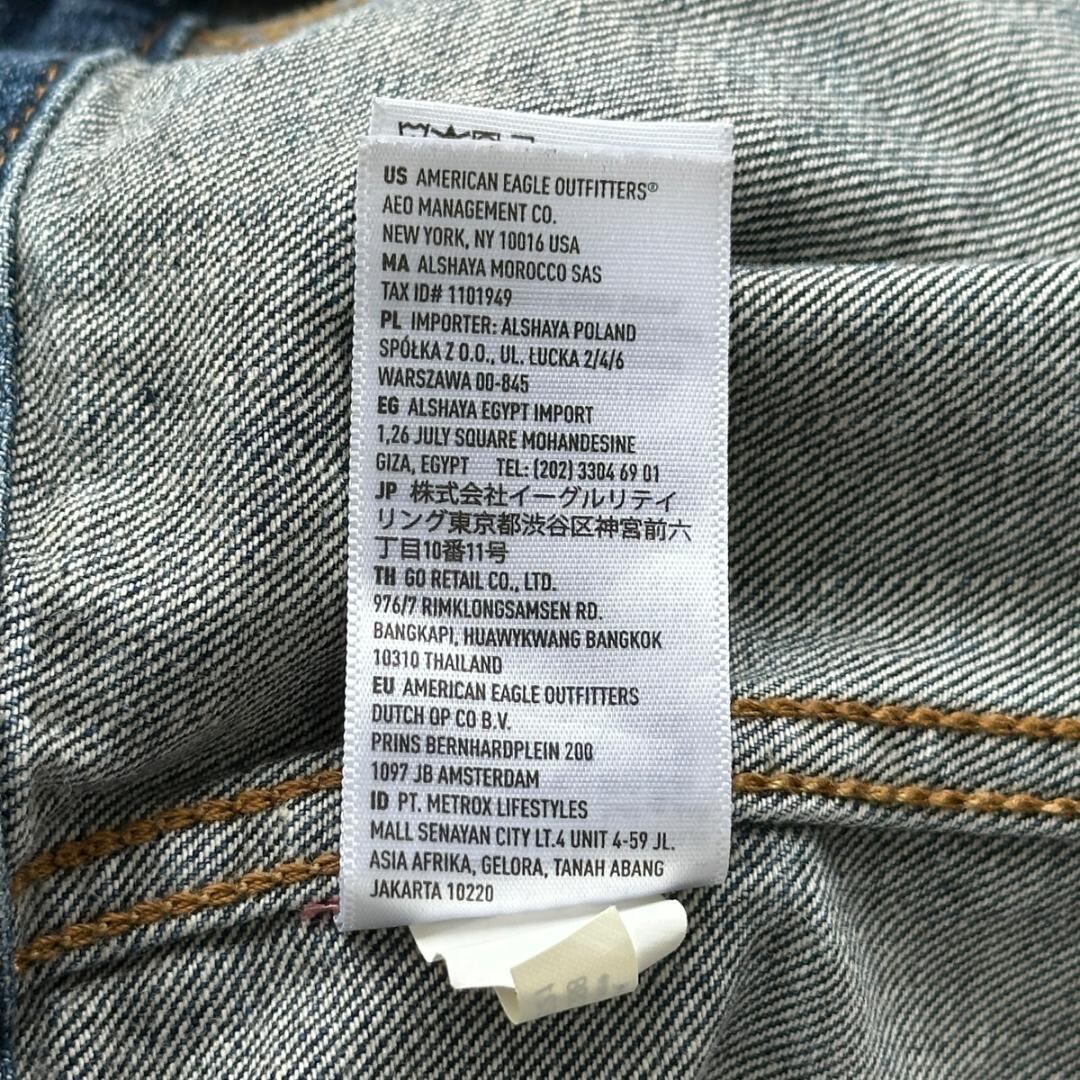 US AMERICAN EAGLE OUTFITTERS®
AEO MANAGEMENT CO.
NEW YORK, NY 10016 USA
MA ALSHAYA MOROCCO SAS
TAX ID# 1101949
PL IMPORTER: ALSHAYA POLAND
SPÓŁKA Z O.O., UL. ŁUCKA 2/4/6
WARSZAWA 00-845
EG ALSHAYA EGYPT IMPORT
1,26 JULY SQUARE MOHANDESINE
GIZA, EGYPT TEL: (202) 3304 69 01
JP 株式会社イーグルリテイ
リング東京都渋谷区神宮前六
丁目10番11号
TH GO RETAIL CO., LTD.
976/7 RIMKLONGSAMSEN RD.
BANGKAPI, HUAWYKWANG BANGKOK
10310 THAILAND
EU AMERICAN EAGLE OUTFITTERS
DUTCH OP CO B.V.
PRINS BERNHARDPLEIN 200
1097 JB AMSTERDAM
ID PT. METROX LIFESTYLES
MALL SENAYAN CITY LT.4 UNIT 4-59 JL.
ASIA AFRIKA, GELORA, TANAH ABANG
JAKARTA 10220